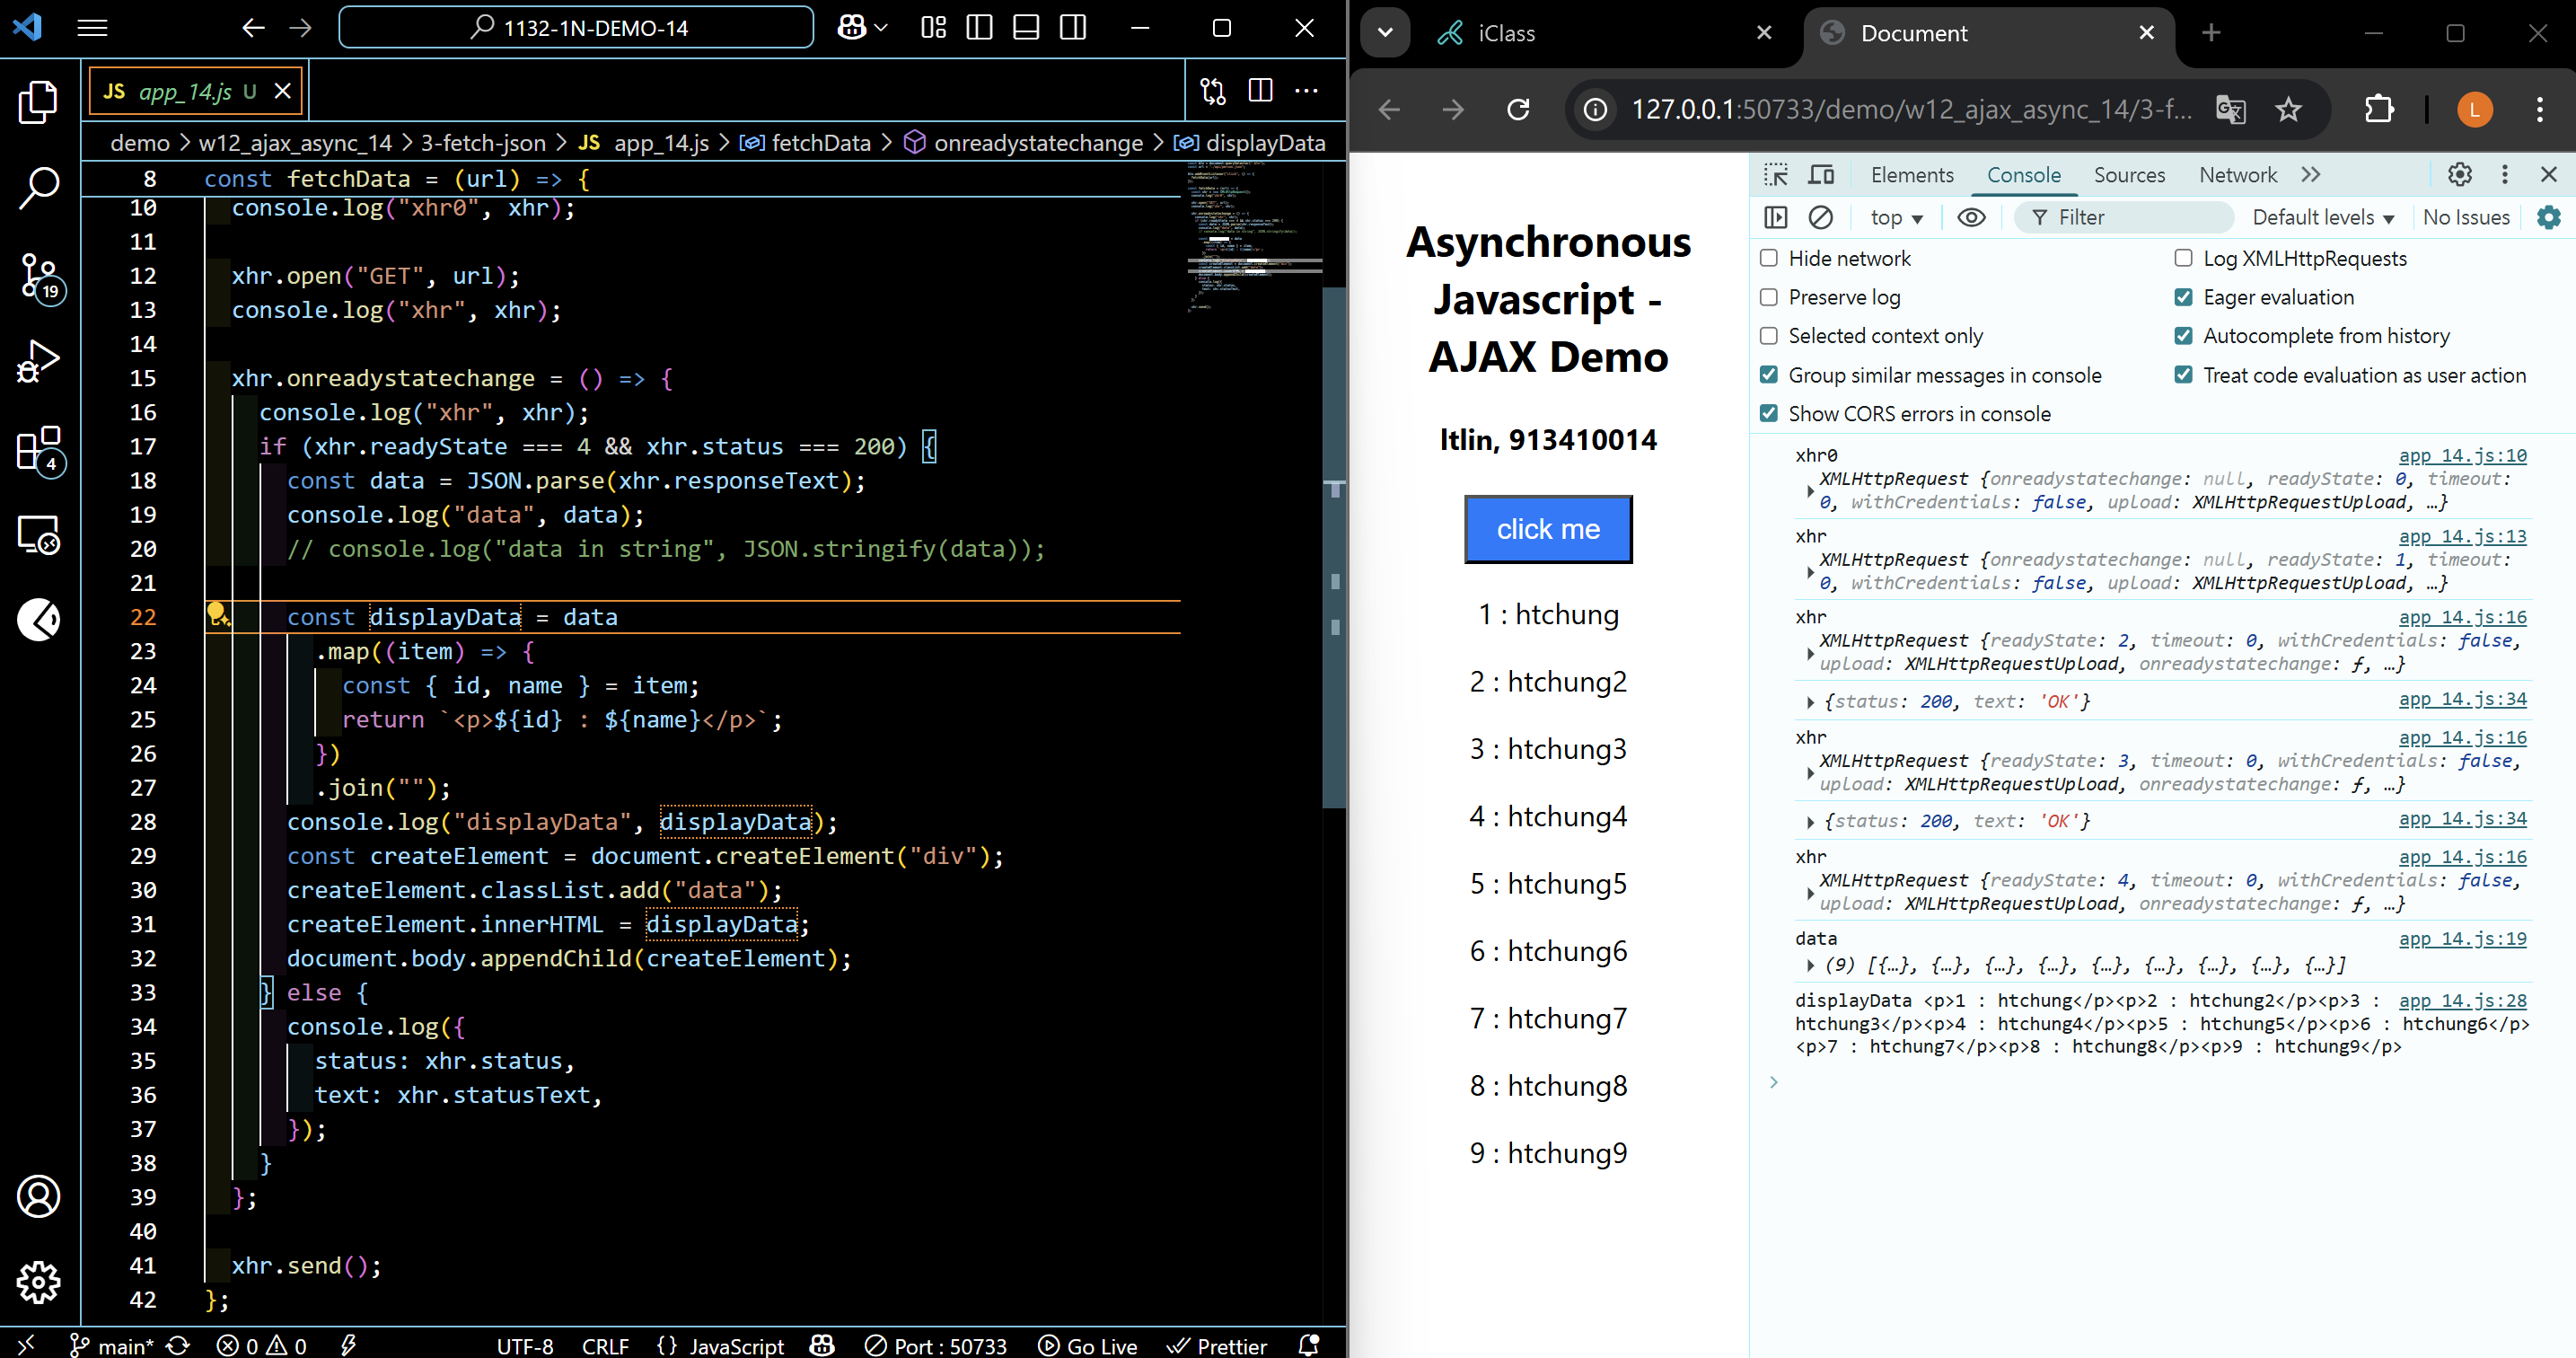 1132-1N-DEMO-14
JS app_14.js U
demo > w12_ajax_async_14 > 3-fetch-json > JS app_14.js > fetchData > onreadystatechange > displayData
8 const fetchData = (url) => {
10 console.log("xhr0", xhr);
11
12 xhr.open("GET", url);
13 console.log("xhr", xhr);
14
15 xhr.onreadystatechange = () => {
16 console.log("xhr", xhr);
17 if (xhr.readyState === 4 && xhr.status === 200) {
18 const data = JSON.parse(xhr.responseText);
19 console.log("data", data);
20 // console.log("data in string", JSON.stringify(data));
21
22 const displayData = data
23 .map((item) => {
24 const { id, name } = item;
25 return `<p>${id} : ${name}</p>`;
26 })
27 .join("");
28 console.log("displayData", displayData);
29 const createElement = document.createElement("div");
30 createElement.classList.add("data");
31 createElement.innerHTML = displayData;
32 document.body.appendChild(createElement);
33 } else {
34 console.log({
35 status: xhr.status,
36 text: xhr.statusText,
37 });
38 }
39 };
40
41 xhr.send();
42 };
19
4
main* 0 0 UTF-8 CRLF {} JavaScript Port : 50733 Go Live Prettier
iClass
Document
127.0.0.1:50733/demo/w12_ajax_async_14/3-f...
L
Asynchronous
Javascript -
AJAX Demo
ltlin, 913410014
click me
1 : htchung
2 : htchung2
3 : htchung3
4 : htchung4
5 : htchung5
6 : htchung6
7 : htchung7
8 : htchung8
9 : htchung9
Elements Console Sources Network
top Filter Default levels No Issues
Hide network Log XMLHttpRequests
Preserve log Eager evaluation
Selected context only Autocomplete from history
Group similar messages in console Treat code evaluation as user action
Show CORS errors in console
xhr0 app_14.js:10
XMLHttpRequest {onreadystatechange: null, readyState: 0, timeout:
0, withCredentials: false, upload: XMLHttpRequestUpload, …}
xhr app_14.js:13
XMLHttpRequest {onreadystatechange: null, readyState: 1, timeout:
0, withCredentials: false, upload: XMLHttpRequestUpload, …}
xhr app_14.js:16
XMLHttpRequest {readyState: 2, timeout: 0, withCredentials: false,
upload: XMLHttpRequestUpload, onreadystatechange: ƒ, …}
{status: 200, text: 'OK'} app_14.js:34
xhr app_14.js:16
XMLHttpRequest {readyState: 3, timeout: 0, withCredentials: false,
upload: XMLHttpRequestUpload, onreadystatechange: ƒ, …}
{status: 200, text: 'OK'} app_14.js:34
xhr app_14.js:16
XMLHttpRequest {readyState: 4, timeout: 0, withCredentials: false,
upload: XMLHttpRequestUpload, onreadystatechange: ƒ, …}
data app_14.js:19
(9) [{…}, {…}, {…}, {…}, {…}, {…}, {…}, {…}, {…}]
displayData <p>1 : htchung</p><p>2 : htchung2</p><p>3 : app_14.js:28
htchung3</p><p>4 : htchung4</p><p>5 : htchung5</p><p>6 : htchung6</p>
<p>7 : htchung7</p><p>8 : htchung8</p><p>9 : htchung9</p>